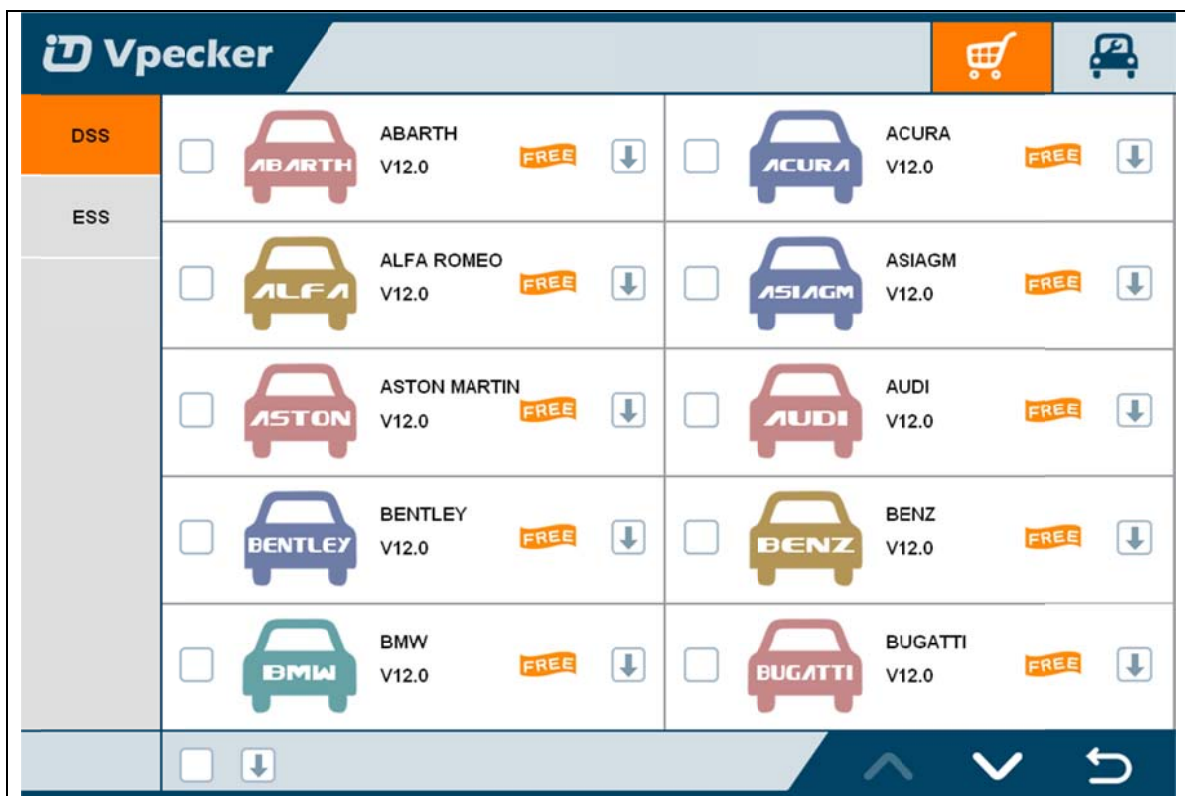 Vpecker
DSS
ESS
ABARTH
ABARTH
V12.0
FREE
ACURA
ACURA
V12.0
FREE
ALFA
ALFA ROMEO
V12.0
FREE
ASIAGM
ASIAGM
V12.0
FREE
ASTON
ASTON MARTIN
V12.0
FREE
AUDI
AUDI
V12.0
FREE
BENTLEY
BENTLEY
V12.0
FREE
BENZ
BENZ
V12.0
FREE
BMW
BMW
V12.0
FREE
BUGATTI
BUGATTI
V12.0
FREE